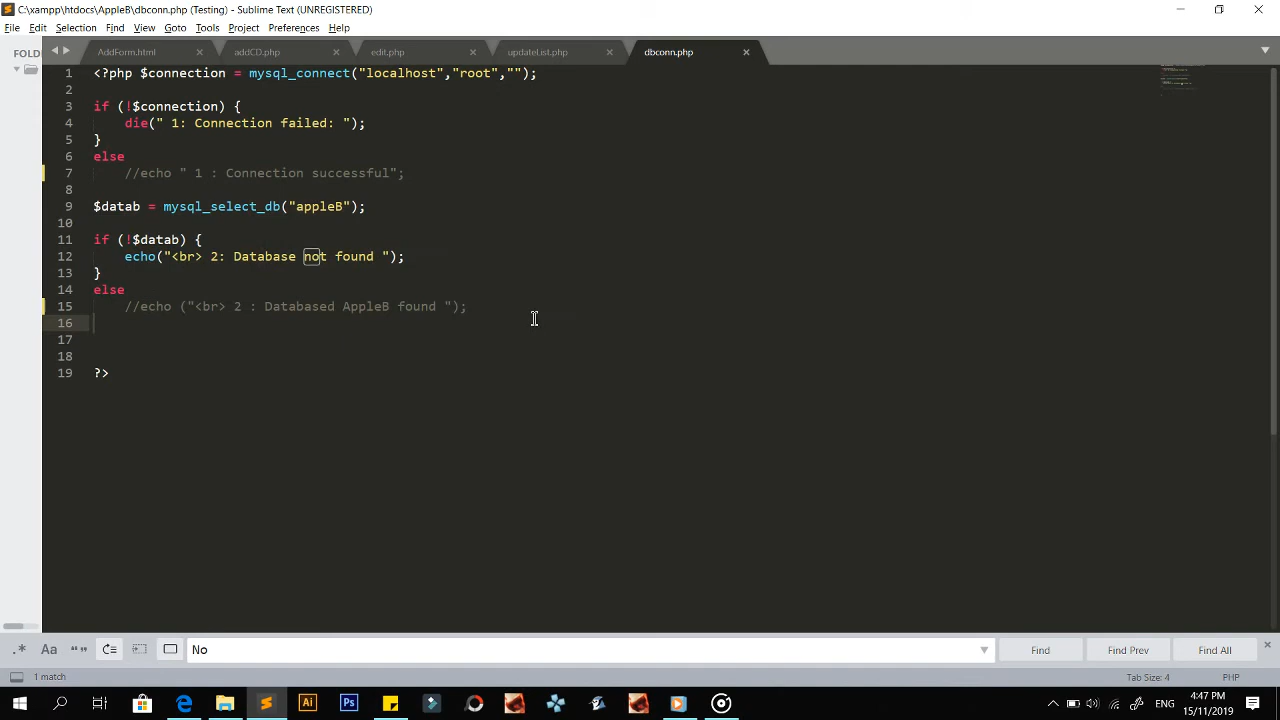 C:\xampp\htdocs\AppleB\dbconn.php (Testing) - Sublime Text (UNREGISTERED)
File Edit Selection Find View Goto Tools Project Preferences Help
FOLD
AddForm.html addCD.php edit.php updateList.php dbconn.php
1 <?php $connection = mysql_connect("localhost","root","");
2
3 if (!$connection) {
4 die(" 1: Connection failed: ");
5 }
6 else
7 //echo " 1 : Connection successful";
8
9 $datab = mysql_select_db("appleB");
10
11 if (!$datab) {
12 echo("<br> 2: Database not found ");
13 }
14 else
15 //echo ("<br> 2 : Databased AppleB found ");
16
17
18
19 ?>
.* Aa “” No Find Find Prev Find All
1 match Tab Size: 4 PHP
Ai Ps ENG 4:47 PM
15/11/2019